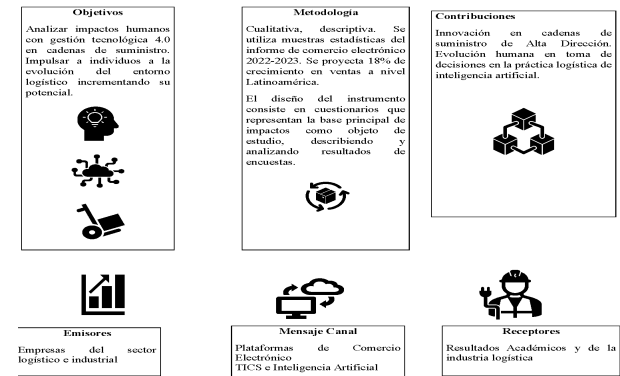 Objetivos
Analizar impactos humanos
con gestión tecnológica 4.0
en cadenas de suministro.
Impulsar a individuos a la
evolución del entorno
logístico incrementando su
potencial.
Metodología
Cualitativa, descriptiva. Se
utiliza muestras estadísticas del
informe de comercio electrónico
2022-2023. Se proyecta 18% de
crecimiento en ventas a nivel
Latinoamérica.
El diseño del instrumento
consiste en cuestionarios que
representan la base principal de
impactos como objeto de
estudio, describiendo y
analizando resultados de
encuestas.
Contribuciones
Innovación en cadenas de
suministro de Alta Dirección.
Evolución humana en toma de
decisiones en la práctica logística de
inteligencia artificial.
Emisores
Empresas del sector
logístico e industrial
Mensaje Canal
Plataformas de Comercio
Electrónico
TICS e Inteligencia Artificial
Receptores
Resultados Académicos y de la
industria logística